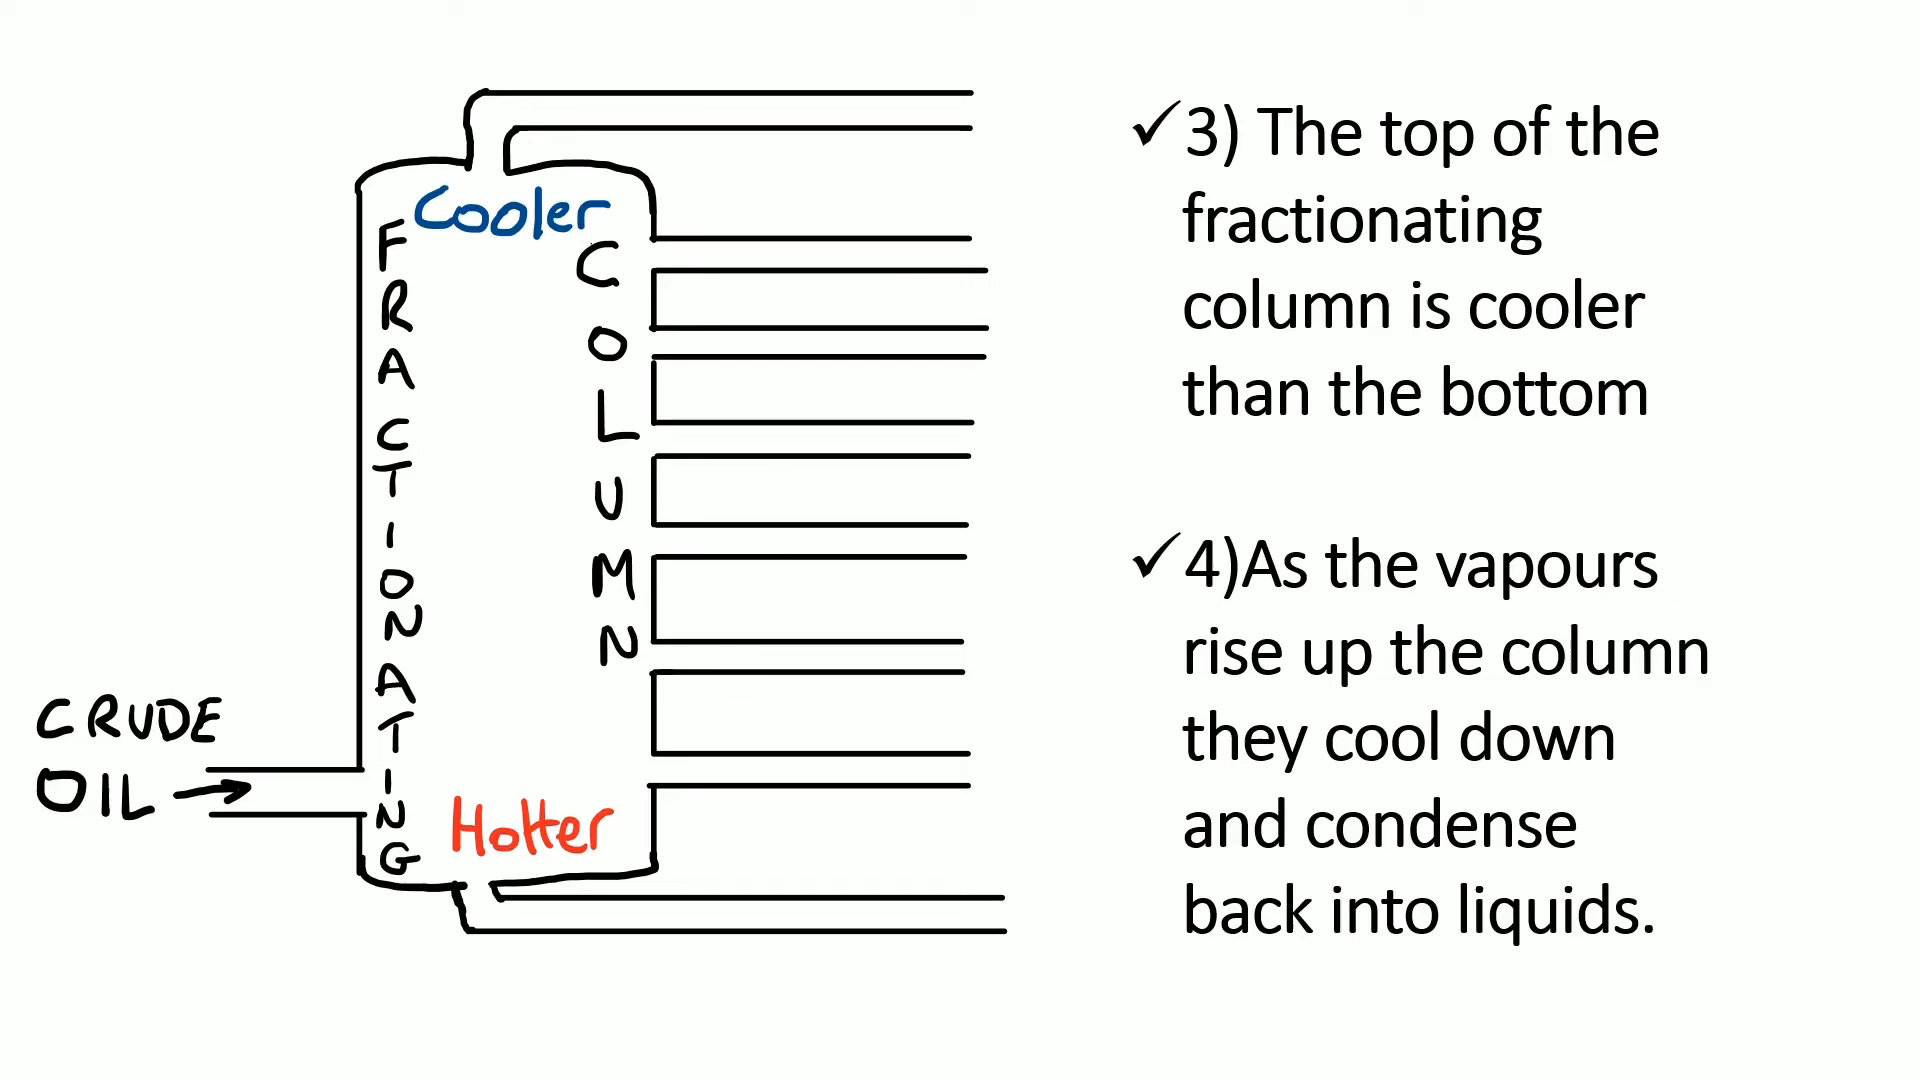 Cooler
FRACTIONATING
COLUMN
CRUDE
OIL
Hotter
✓3) The top of the
fractionating
column is cooler
than the bottom
✓4)As the vapours
rise up the column
they cool down
and condense
back into liquids.